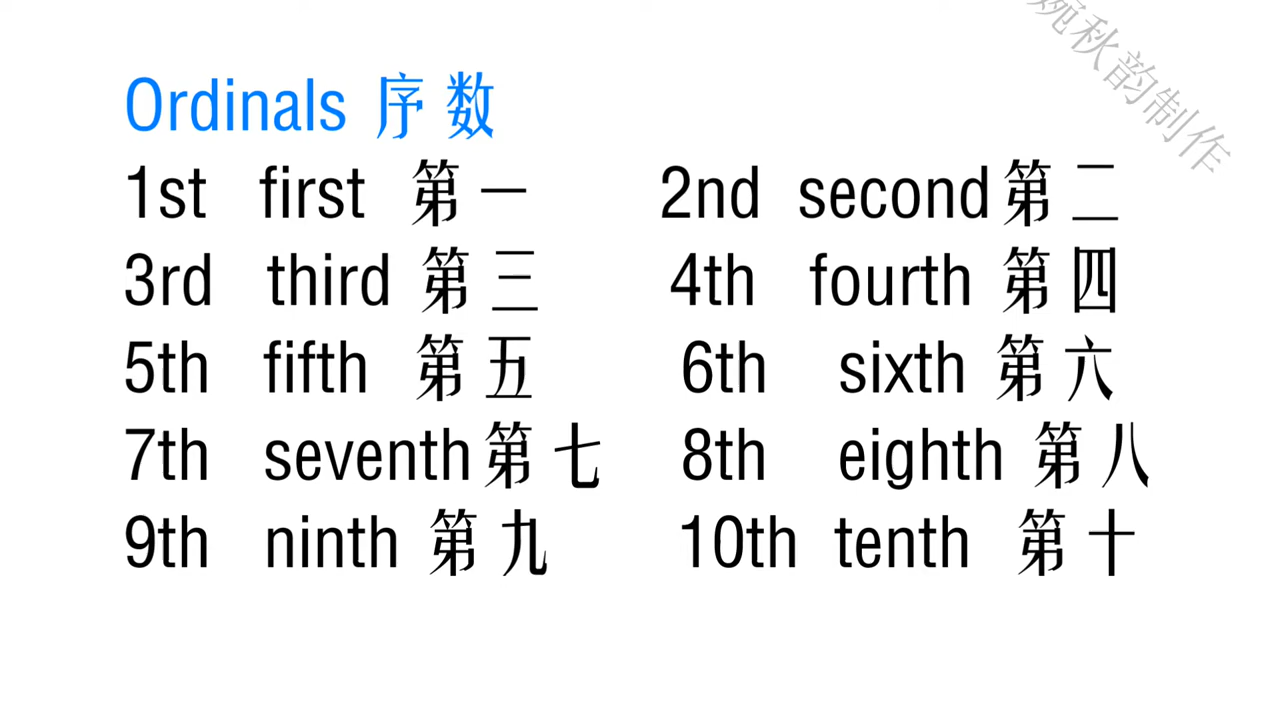 Ordinals 序数
1st first 第一 2nd second 第二
3rd third 第三 4th fourth 第四
5th fifth 第五 6th sixth 第六
7th seventh 第七 8th eighth 第八
9th ninth 第九 10th tenth 第十
婉秋韵制作